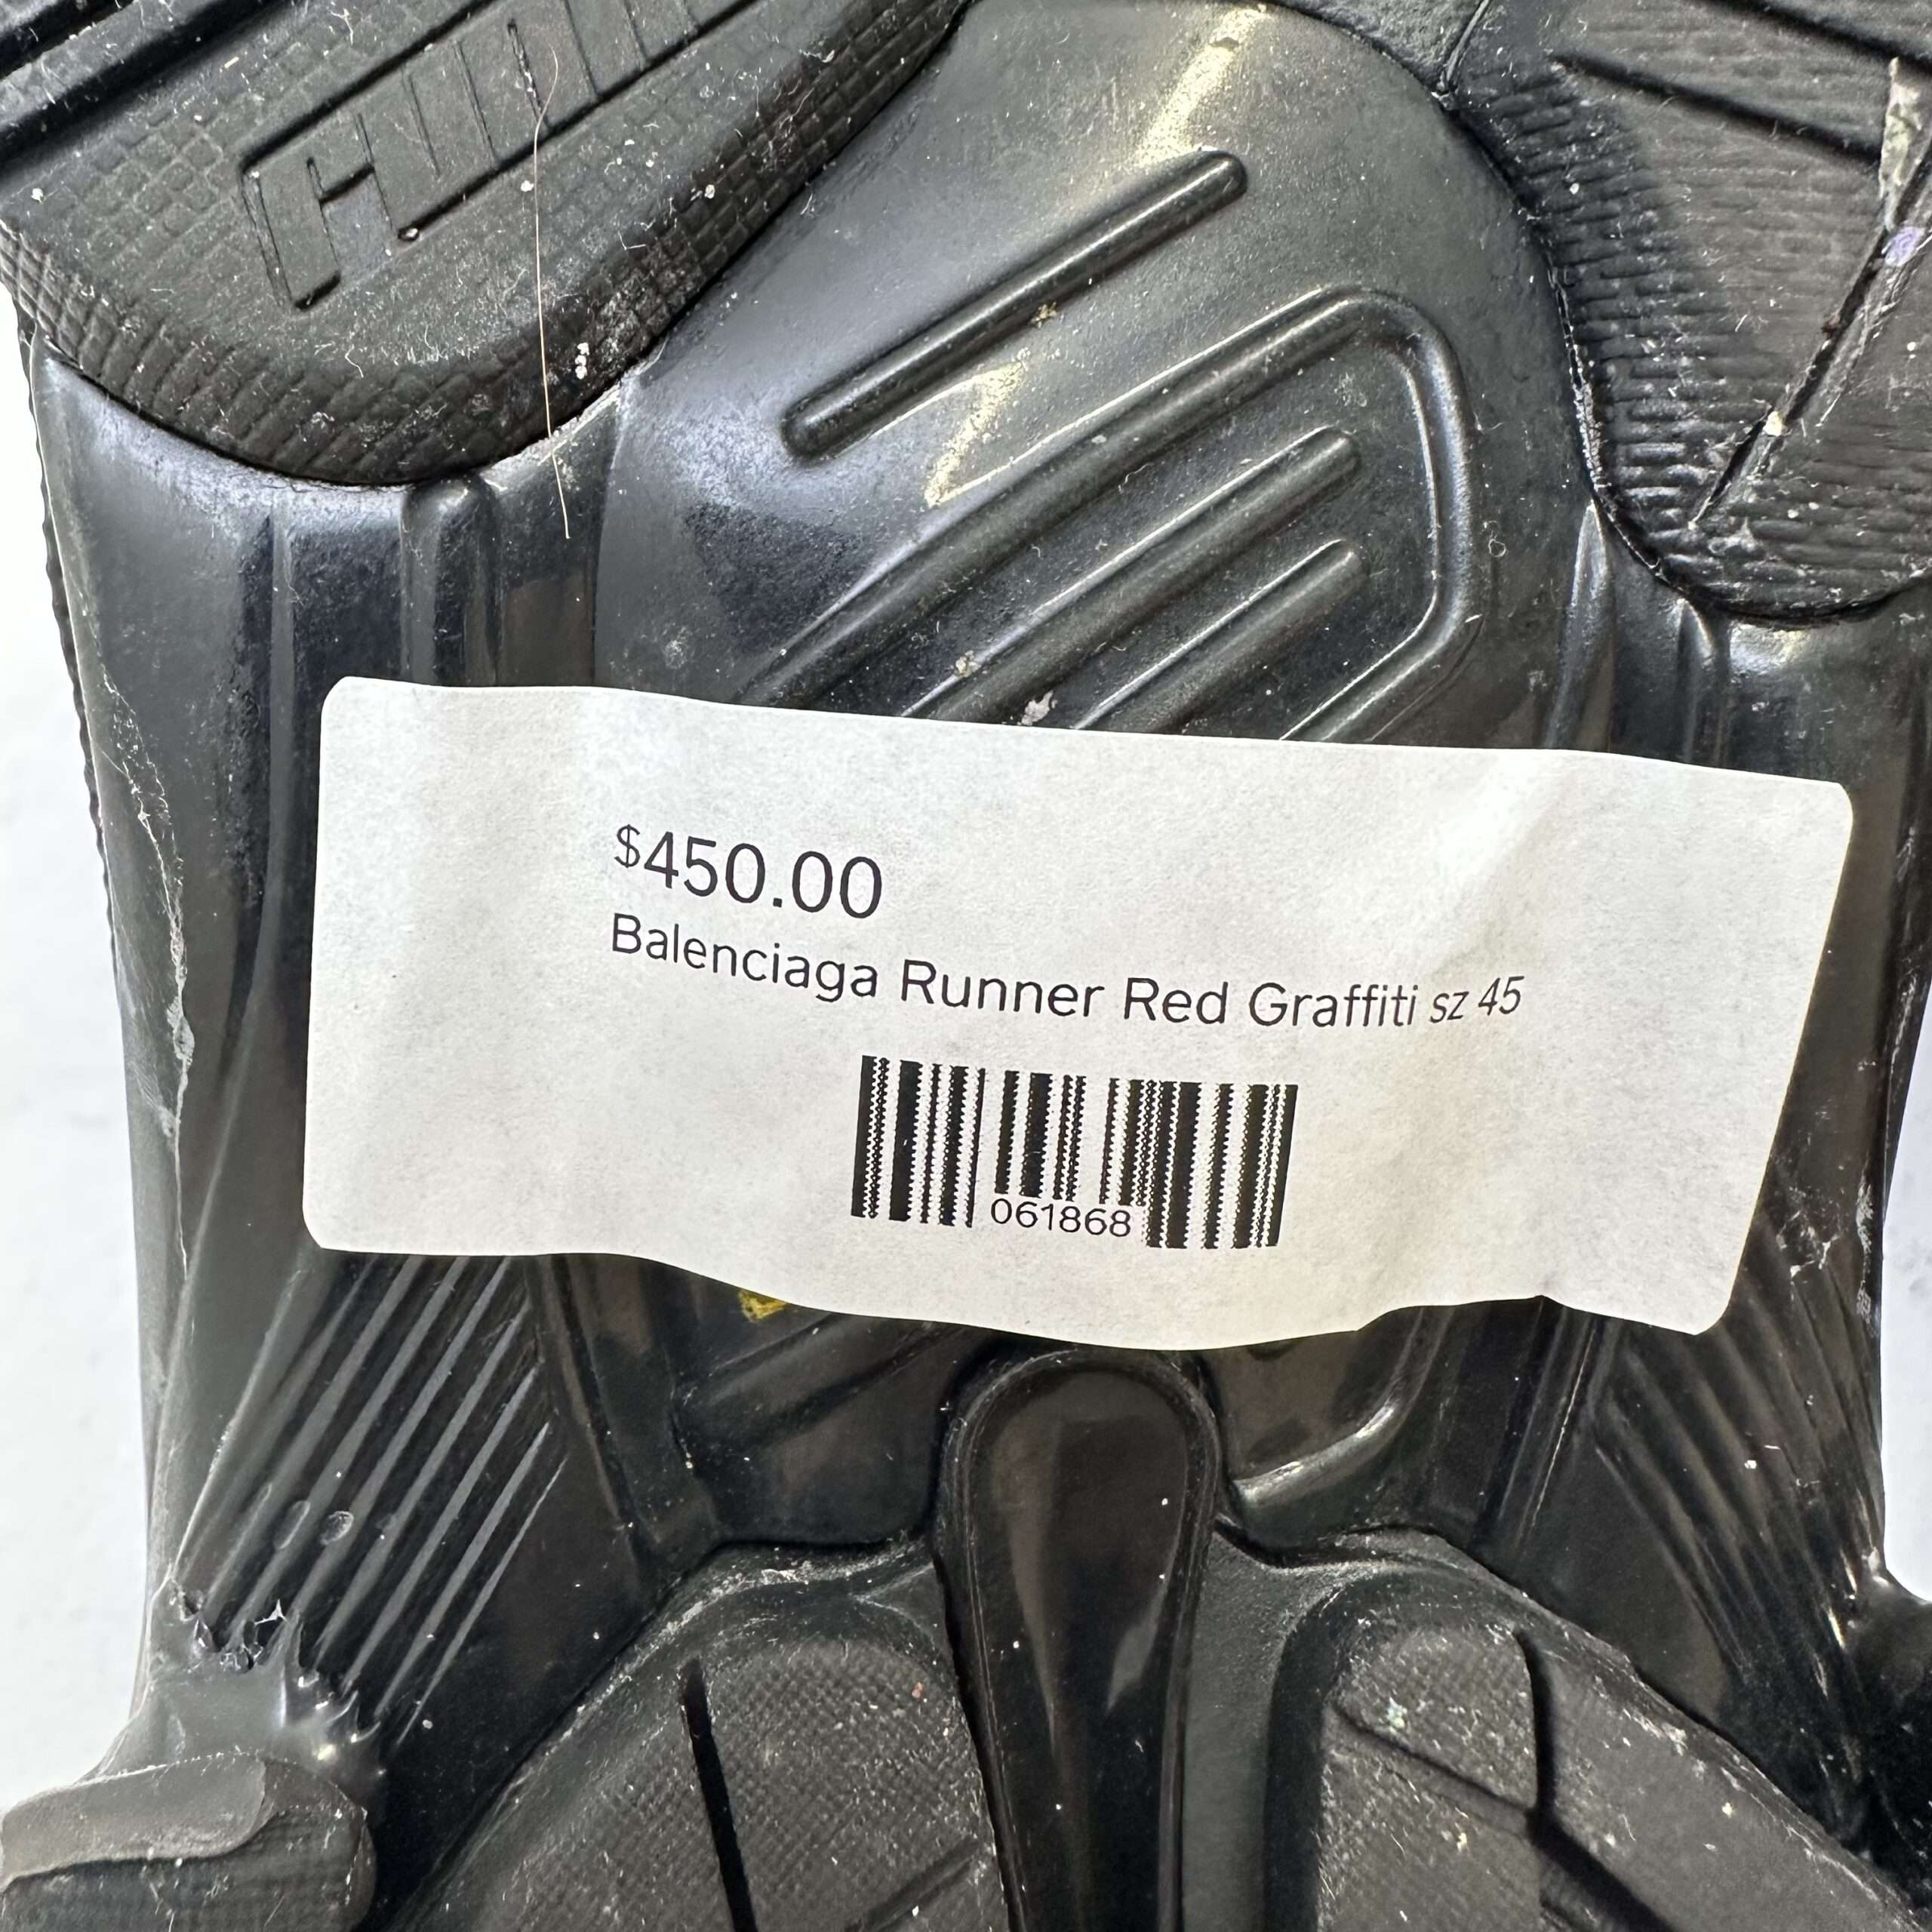 $450.00
Balenciaga Runner Red Graffiti sz 45
061868